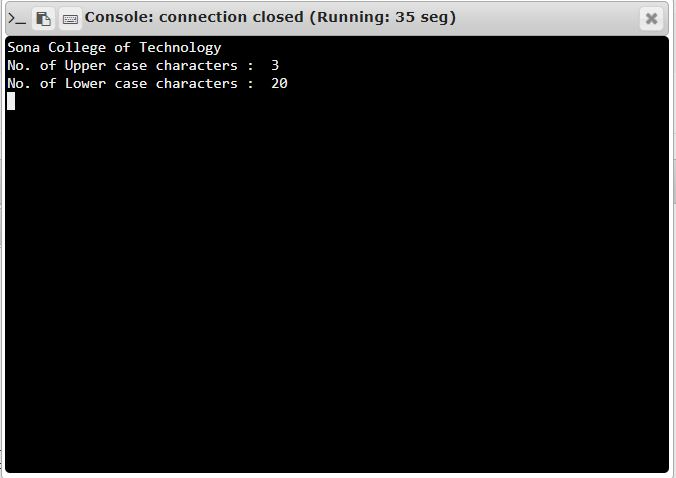 >_ Console: connection closed (Running: 35 seg)
Sona College of Technology
No. of Upper case characters :  3
No. of Lower case characters :  20